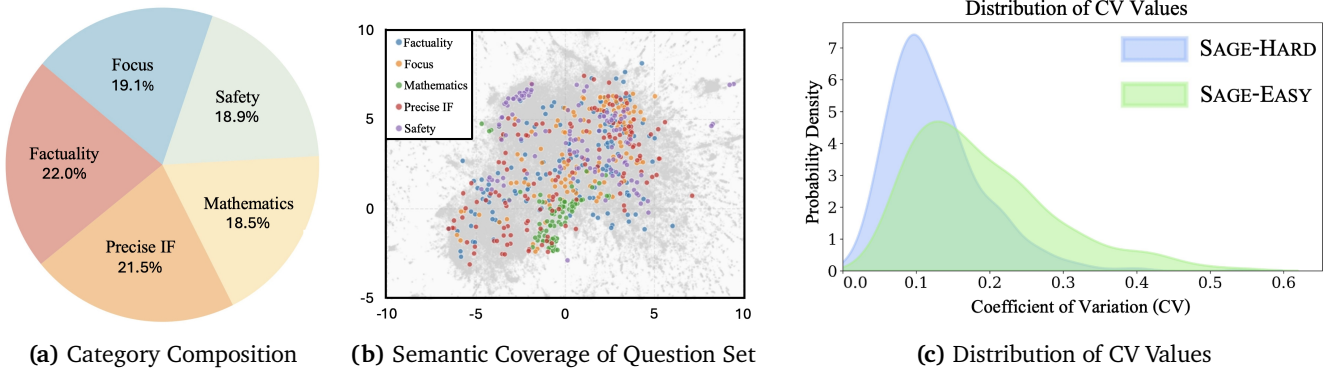 Focus
19.1%
Safety
18.9%
Factuality
22.0%
Mathematics
18.5%
Precise IF
21.5%
(a) Category Composition
10
5
0
-5
-10
-5
0
5
10
Factuality
Focus
Mathematics
Precise IF
Safety
(b) Semantic Coverage of Question Set
Distribution of CV Values
Probability Density
7
6
5
4
3
2
1
0
0.0
0.1
0.2
0.3
0.4
0.5
0.6
Coefficient of Variation (CV)
SAGE-HARD
SAGE-EASY
(c) Distribution of CV Values